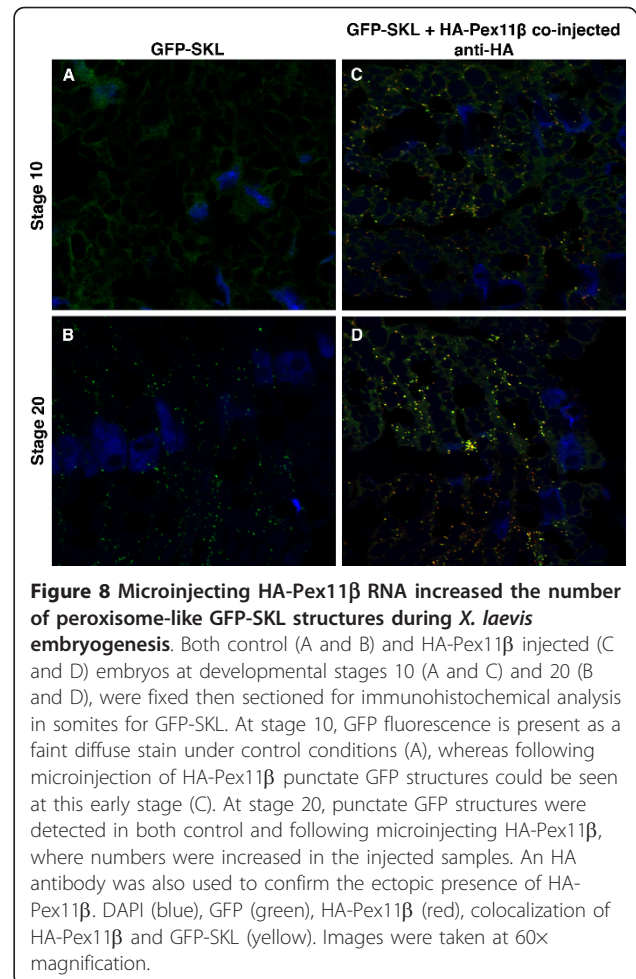 GFP-SKL
GFP-SKL + HA-Pex11β co-injected
anti-HA
A
C
Stage 10
B
D
Stage 20
Figure 8 Microinjecting HA-Pex11β RNA increased the number
of peroxisome-like GFP-SKL structures during X. laevis
embryogenesis. Both control (A and B) and HA-Pex11β injected (C
and D) embryos at developmental stages 10 (A and C) and 20 (B
and D), were fixed then sectioned for immunohistochemical analysis
in somites for GFP-SKL. At stage 10, GFP fluorescence is present as a
faint diffuse stain under control conditions (A), whereas following
microinjection of HA-Pex11β punctate GFP structures could be seen
at this early stage (C). At stage 20, punctate GFP structures were
detected in both control and following microinjecting HA-Pex11β,
where numbers were increased in the injected samples. An HA
antibody was also used to confirm the ectopic presence of HA-
Pex11β. DAPI (blue), GFP (green), HA-Pex11β (red), colocalization of
HA-Pex11β and GFP-SKL (yellow). Images were taken at 60×
magnification.